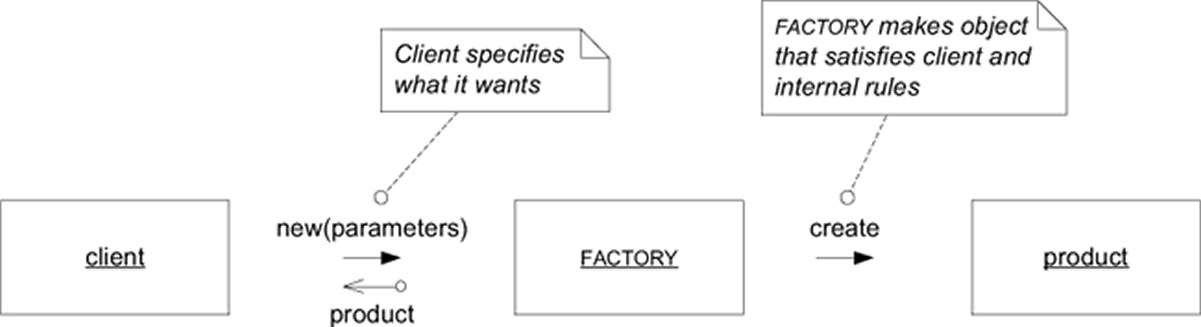 Client specifies
what it wants
FACTORY makes object
that satisfies client and
internal rules
client
new(parameters)
product
FACTORY
create
product